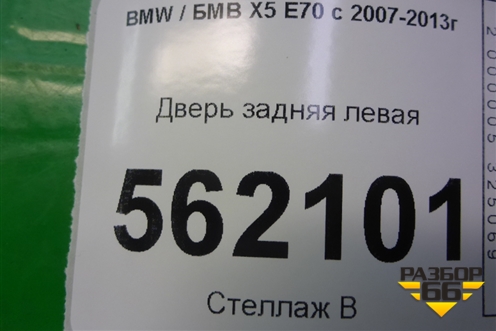 BMW / БМВ X5 E70 с 2007-2013г
Дверь задняя левая
562101
Стеллаж В
РАЗБОР
66